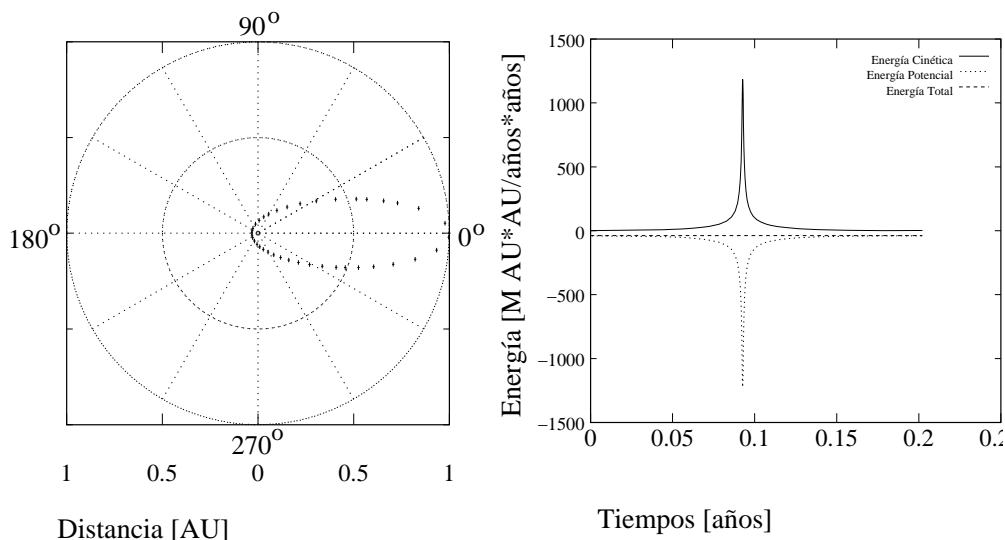 90°
180°
0°
270°
1 0.5 0 0.5 1
Distancia [AU]
Energía [M AU* AU/años*años]
1500
1000
500
0
−500
−1000
−1500
Energía Cinética
Energía Potencial
Energía Total
0 0.05 0.1 0.15 0.2 0.2
Tiempos [años]